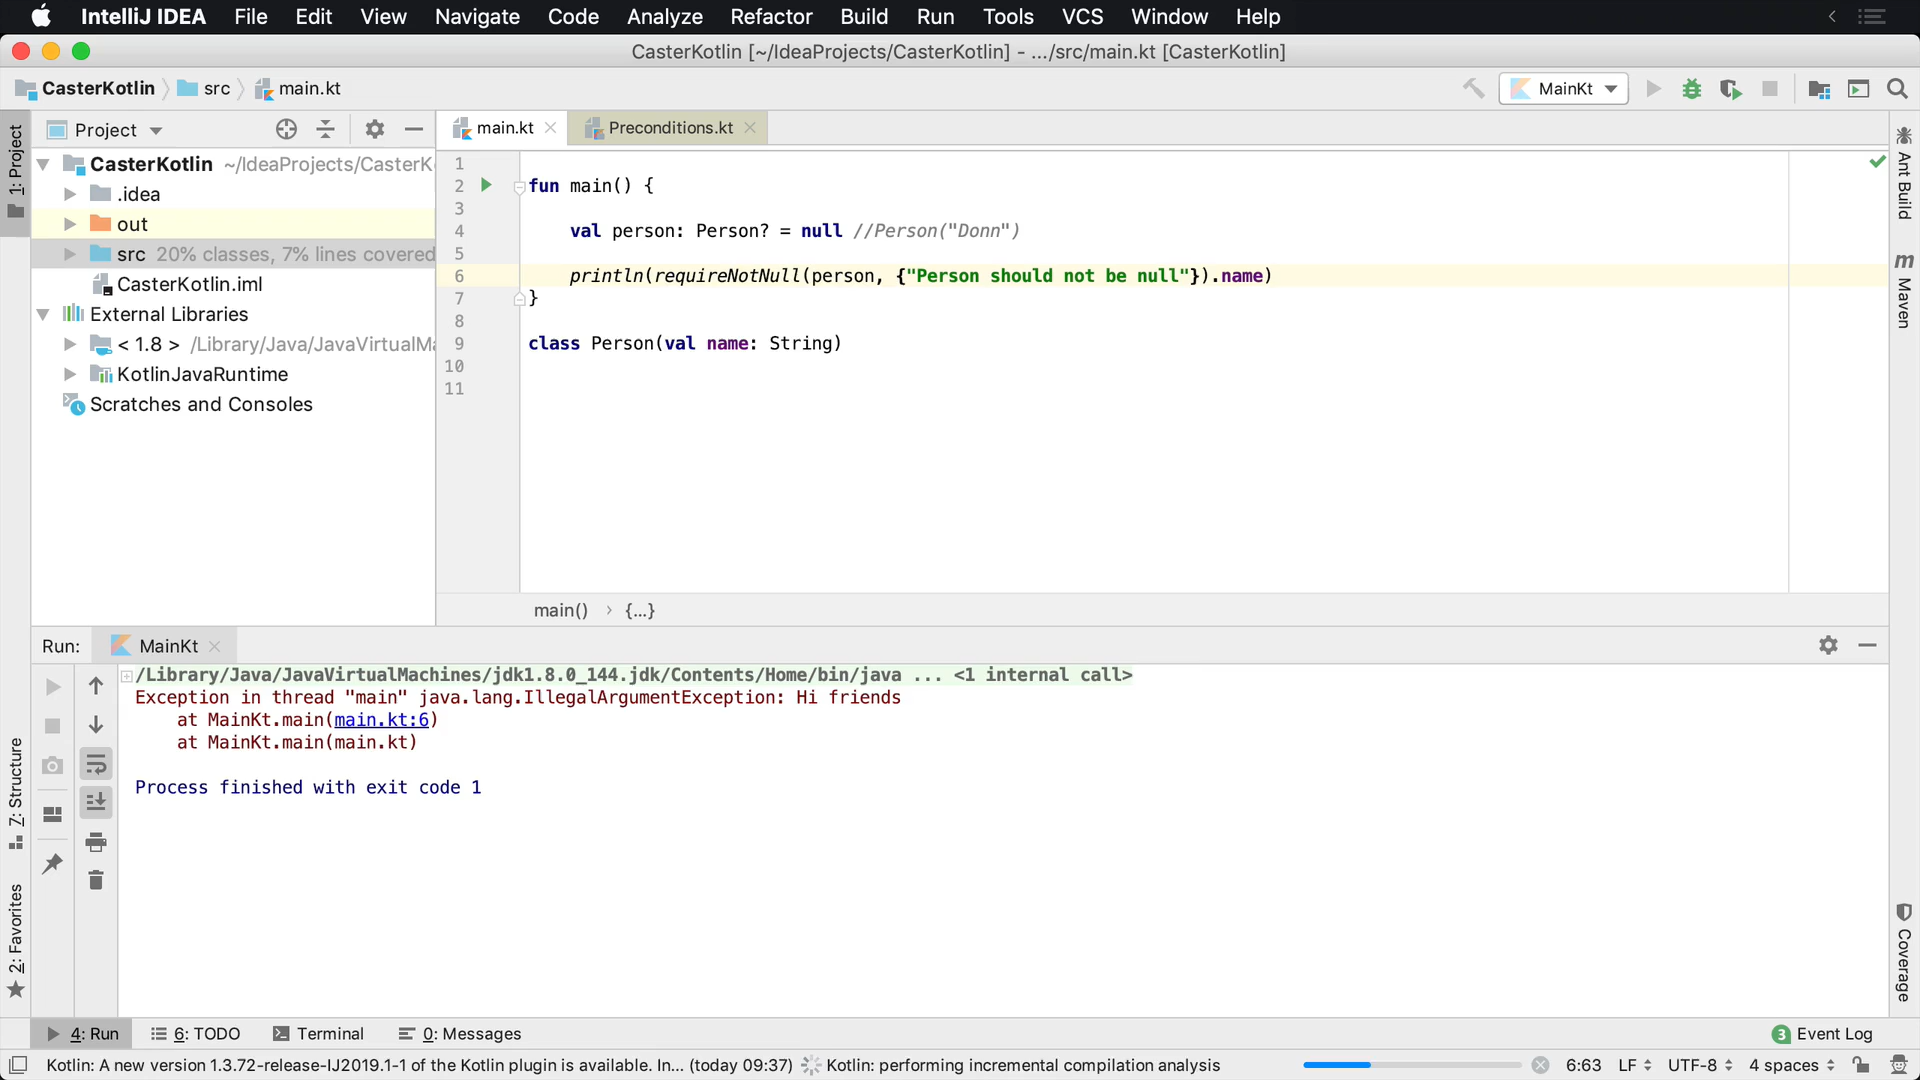 IntelliJ IDEA File Edit View Navigate Code Analyze Refactor Build Run Tools VCS Window Help
CasterKotlin [~/IdeaProjects/CasterKotlin] - .../src/main.kt [CasterKotlin]
CasterKotlin src main.kt MainKt
1: Project
Project
main.kt Preconditions.kt
CasterKotlin ~/IdeaProjects/CasterK
.idea
out
src 20% classes, 7% lines covered
CasterKotlin.iml
External Libraries
< 1.8 > /Library/Java/JavaVirtualMa
KotlinJavaRuntime
Scratches and Consoles
1
2 fun main() {
3
4 val person: Person? = null //Person("Donn")
5
6 println(requireNotNull(person, {"Person should not be null"}).name)
7 }
8
9 class Person(val name: String)
10
11
main() › {...}
Ant Build
m Maven
Run: MainKt
/Library/Java/JavaVirtualMachines/jdk1.8.0_144.jdk/Contents/Home/bin/java ... <1 internal call>
Exception in thread "main" java.lang.IllegalArgumentException: Hi friends
at MainKt.main(main.kt:6)
at MainKt.main(main.kt)
Process finished with exit code 1
Z: Structure
2: Favorites
Coverage
4: Run 6: TODO Terminal 0: Messages 3 Event Log
Kotlin: A new version 1.3.72-release-IJ2019.1-1 of the Kotlin plugin is available. In... (today 09:37) Kotlin: performing incremental compilation analysis 6:63 LF UTF-8 4 spaces